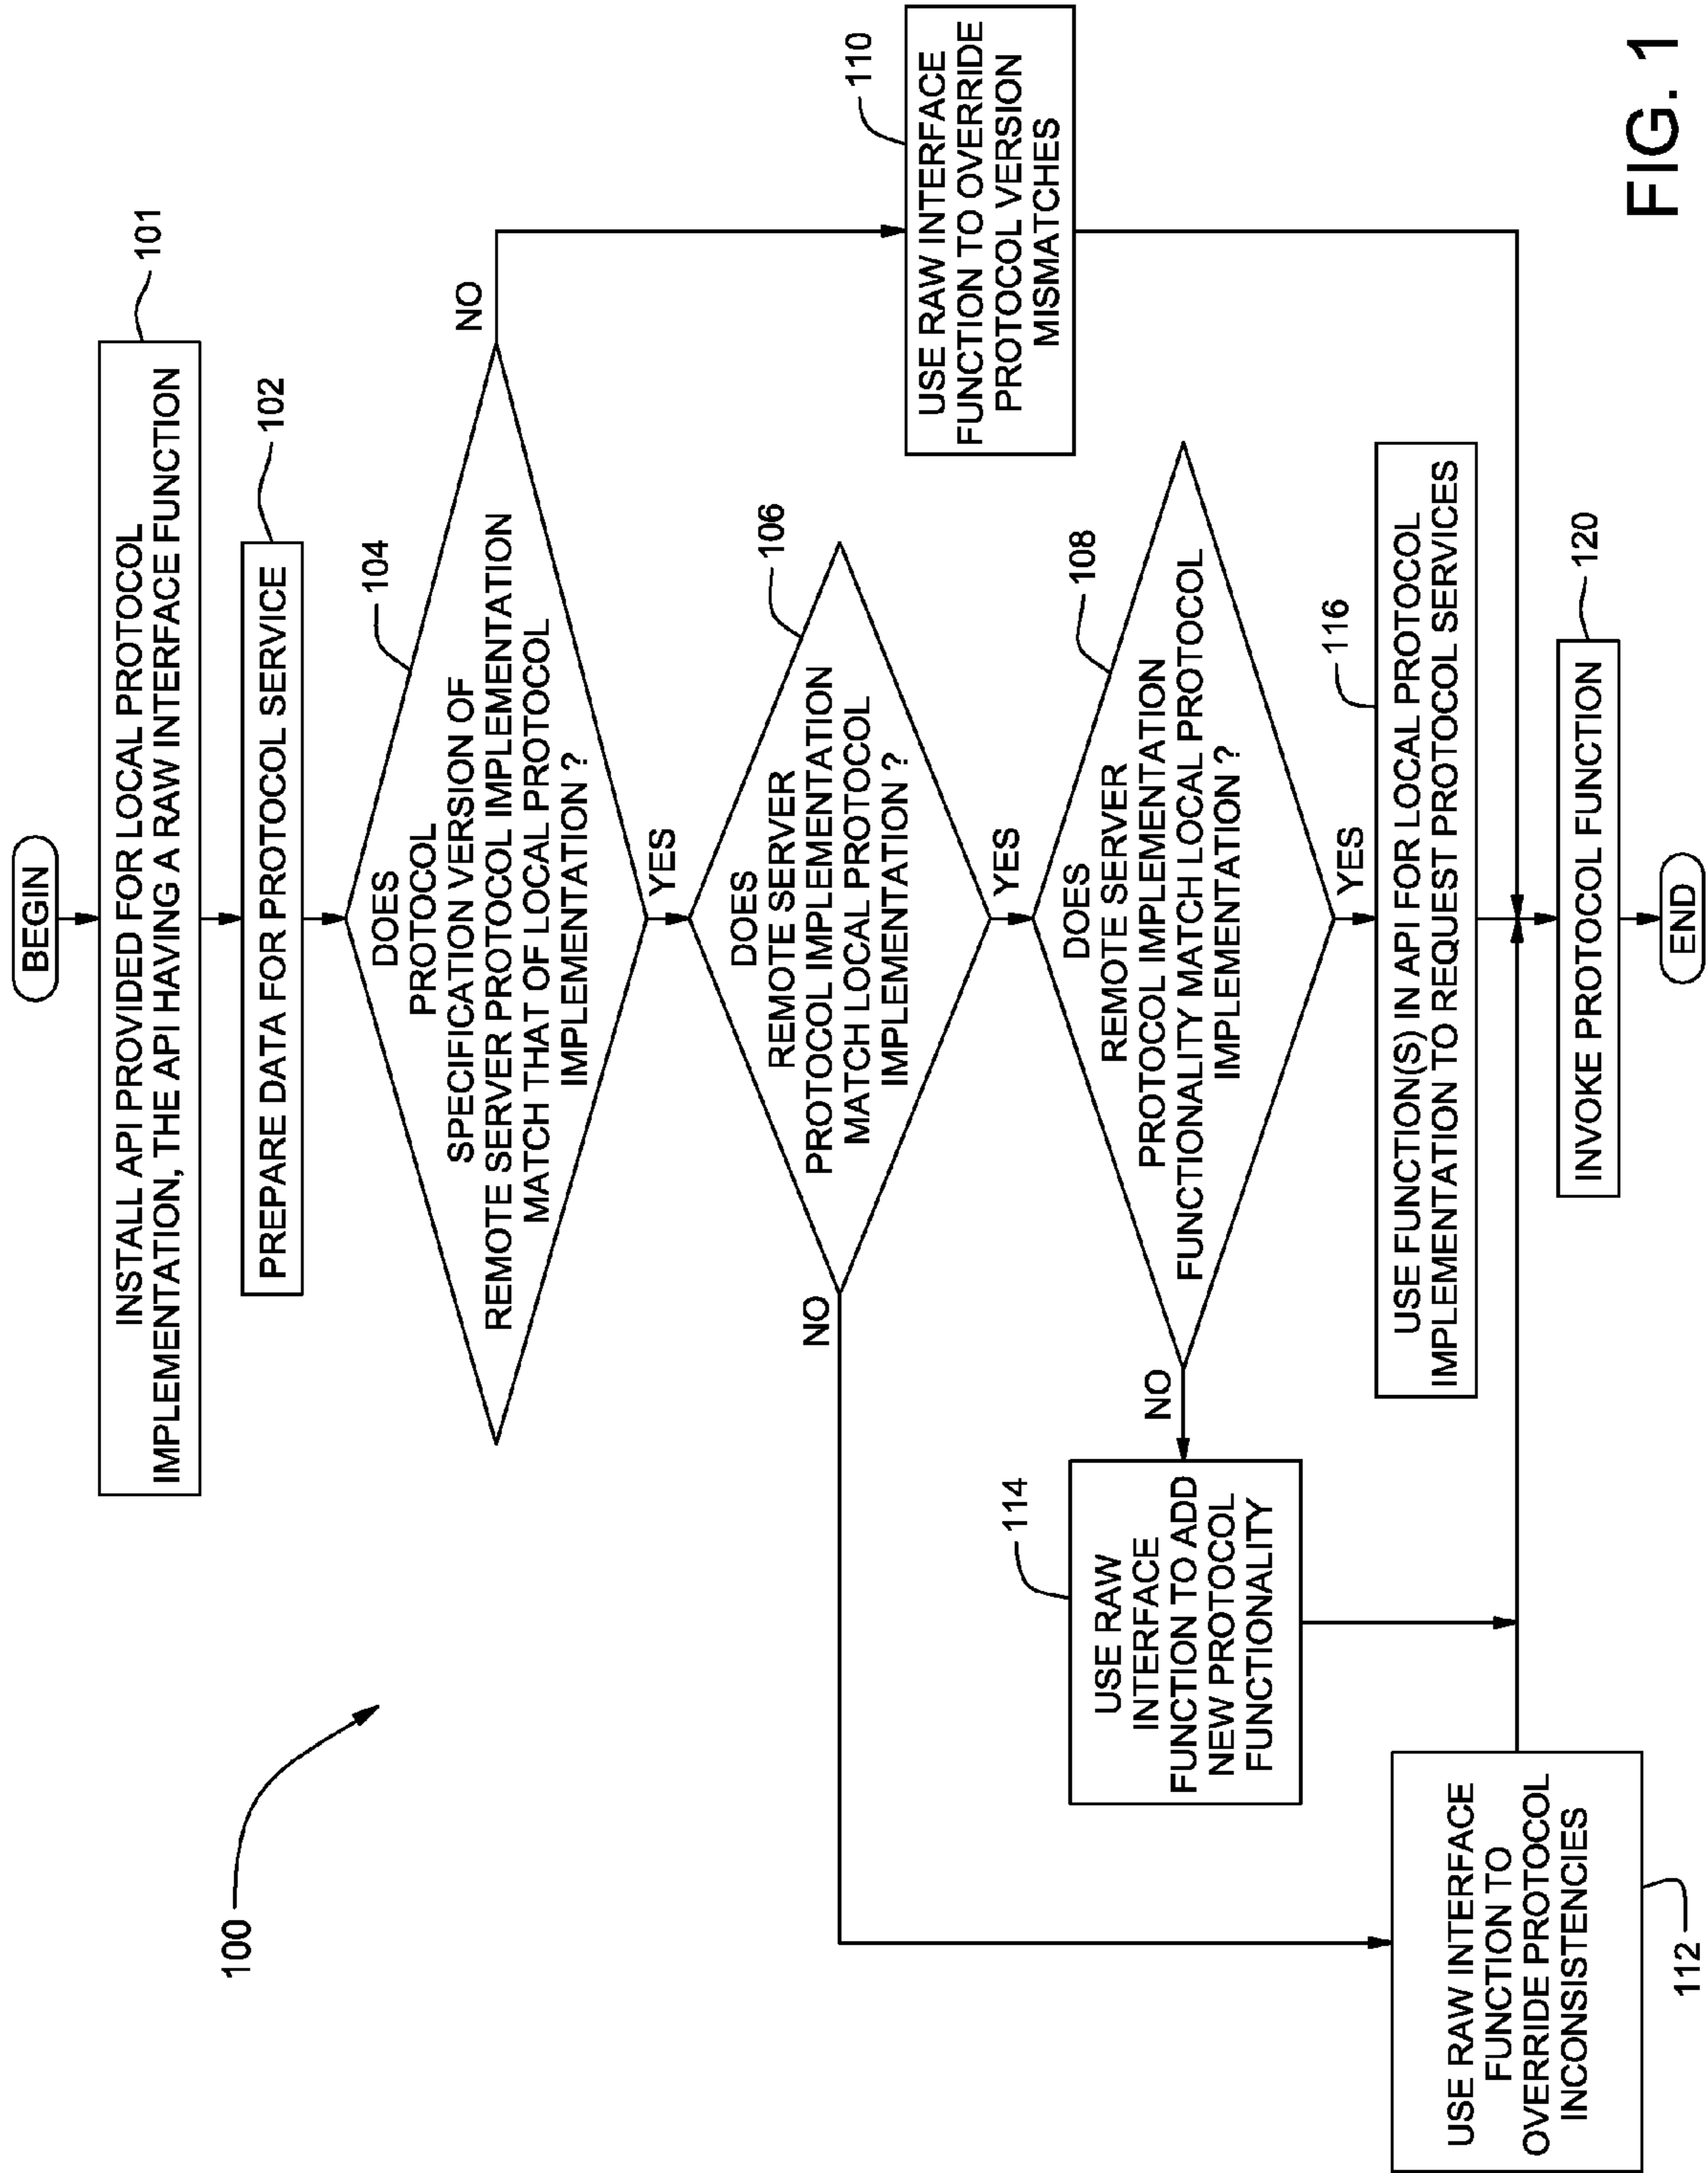 BEGIN
101
INSTALL API PROVIDED FOR LOCAL PROTOCOL
IMPLEMENTATION, THE API HAVING A RAW INTERFACE FUNCTION
102
PREPARE DATA FOR PROTOCOL SERVICE
104
DOES
PROTOCOL
SPECIFICATION VERSION OF
REMOTE SERVER PROTOCOL IMPLEMENTATION
MATCH THAT OF LOCAL PROTOCOL
IMPLEMENTATION ?
NO
YES
106
DOES
REMOTE SERVER
PROTOCOL IMPLEMENTATION
MATCH LOCAL PROTOCOL
IMPLEMENTATION ?
NO
YES
110
USE RAW INTERFACE
FUNCTION TO OVERRIDE
PROTOCOL VERSION
MISMATCHES
108
DOES
REMOTE SERVER
PROTOCOL IMPLEMENTATION
FUNCTIONALITY MATCH LOCAL PROTOCOL
IMPLEMENTATION ?
NO
YES
114
USE RAW
INTERFACE
FUNCTION TO ADD
NEW PROTOCOL
FUNCTIONALITY
116
USE FUNCTION(S) IN API FOR LOCAL PROTOCOL
IMPLEMENTATION TO REQUEST PROTOCOL SERVICES
100
USE RAW INTERFACE
FUNCTION TO
OVERRIDE PROTOCOL
INCONSISTENCIES
112
120
INVOKE PROTOCOL FUNCTION
END
FIG. 1